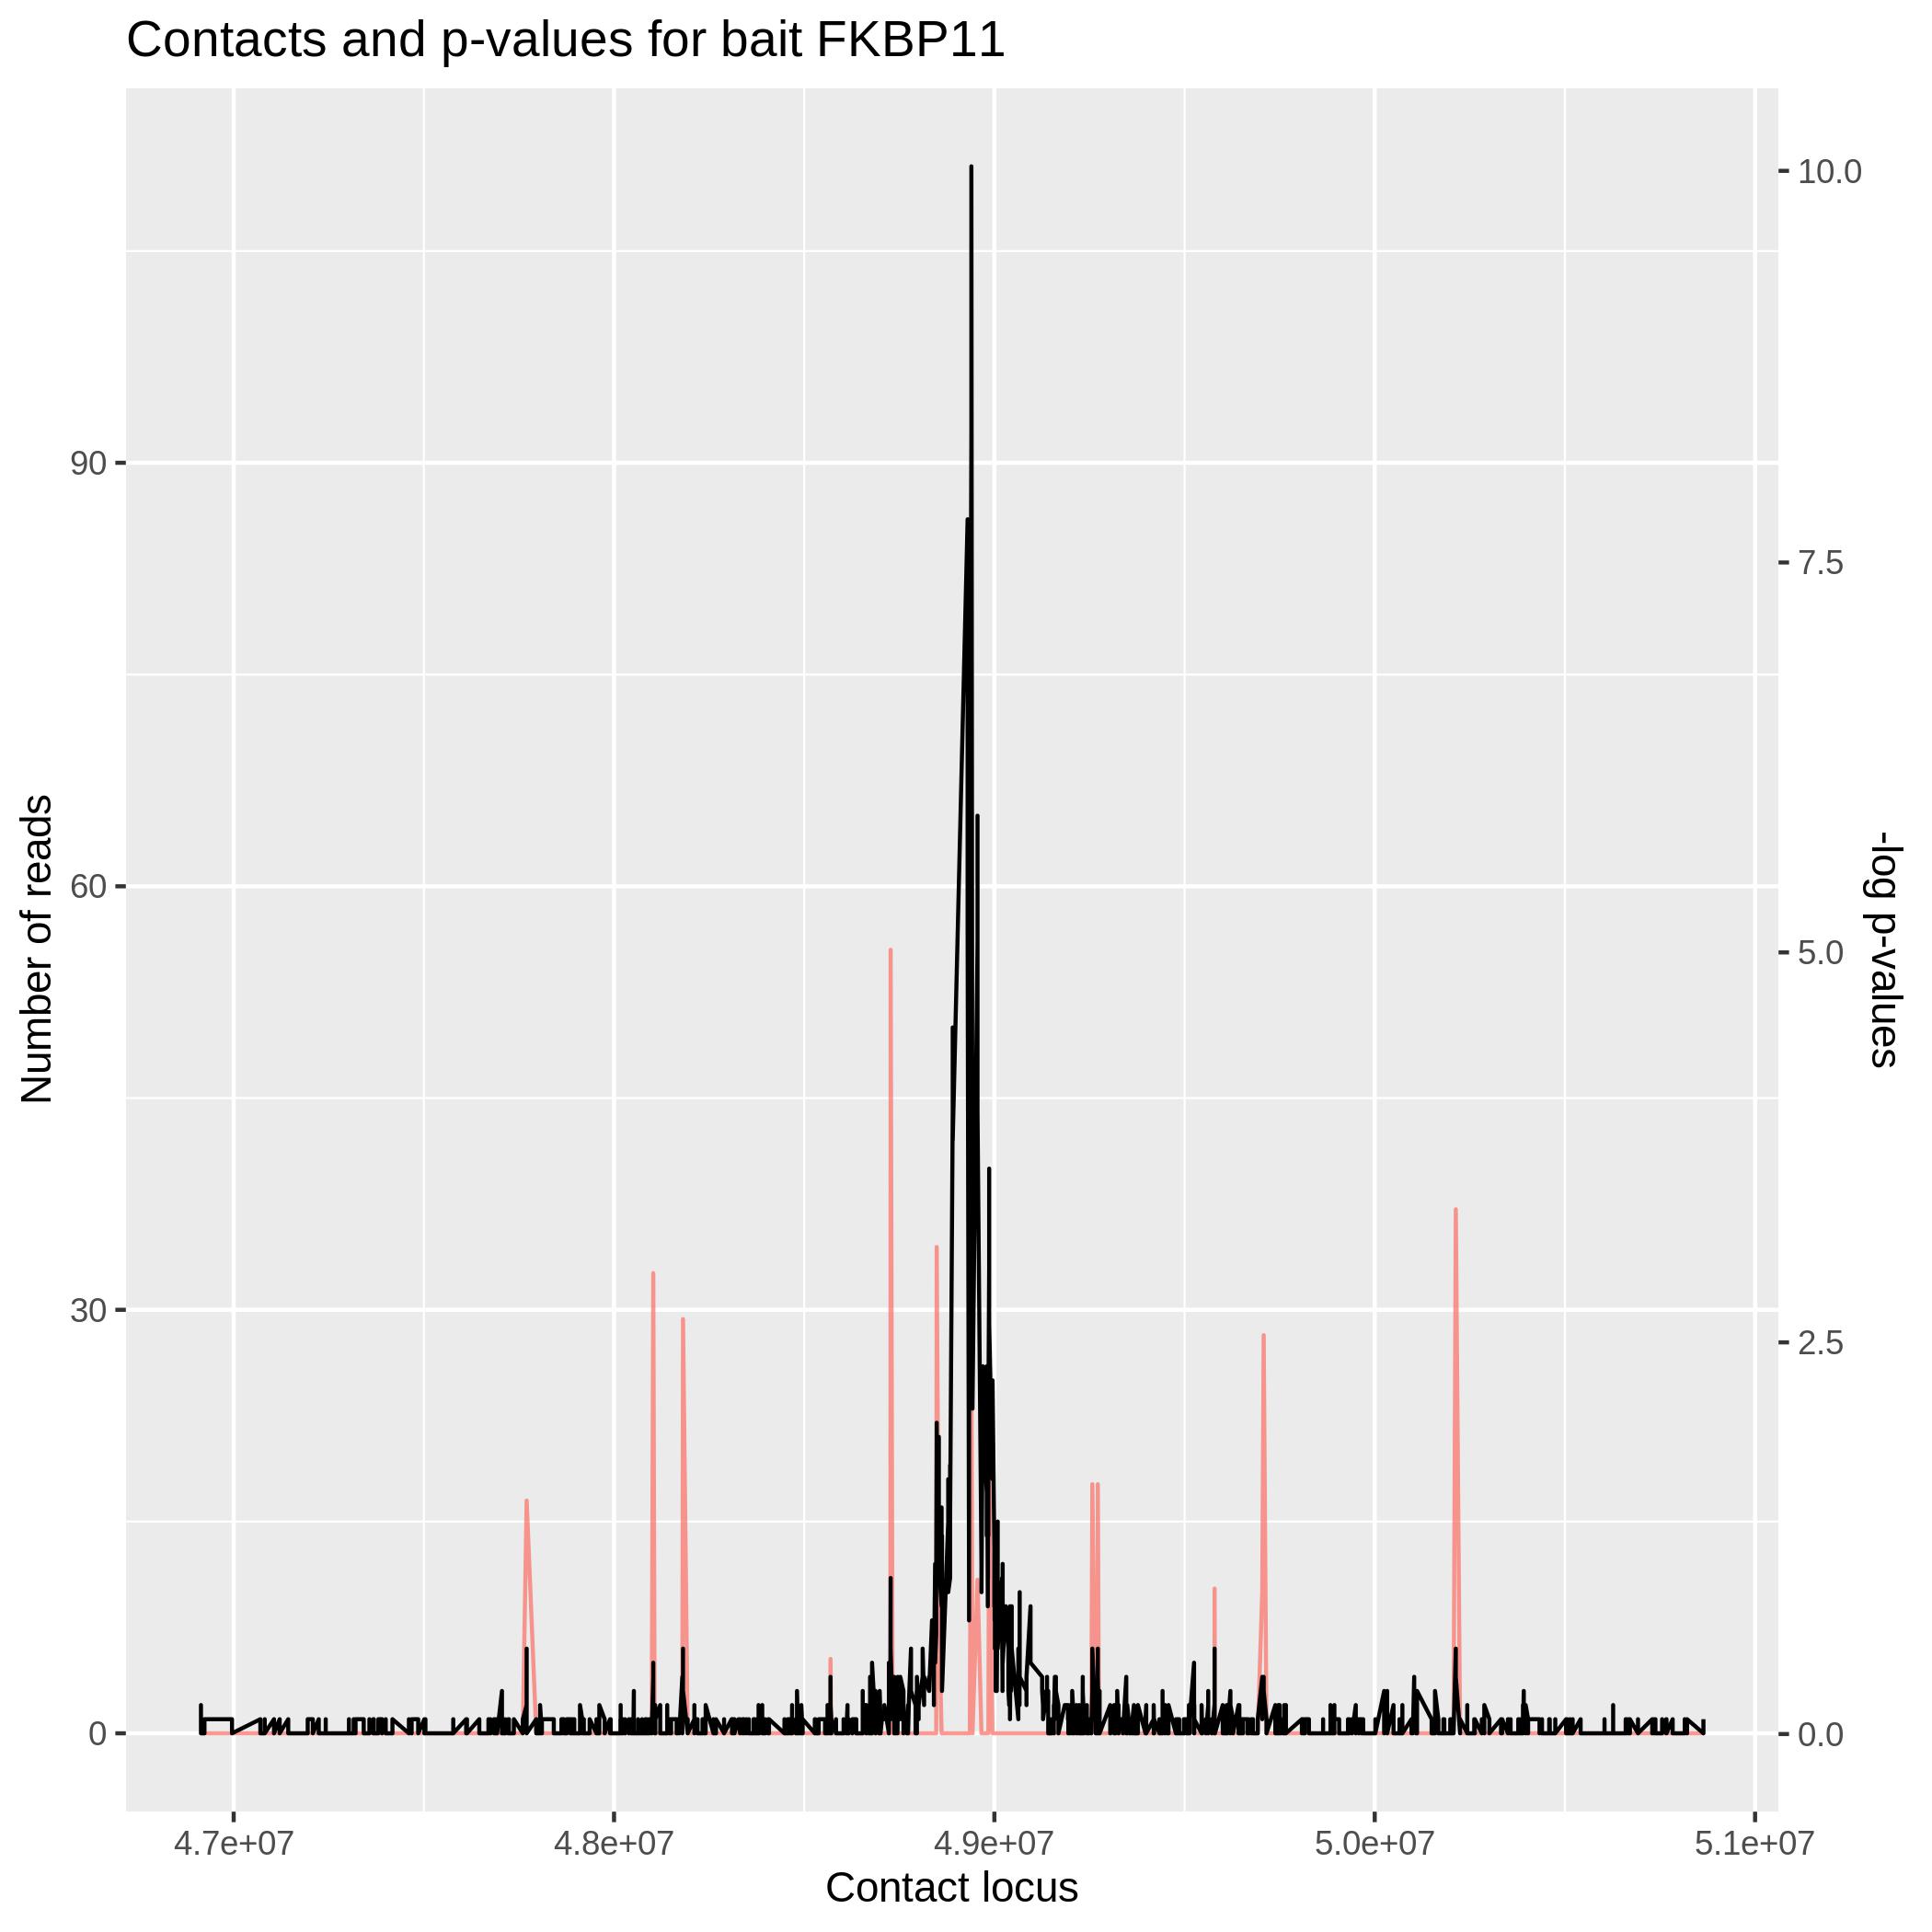 Contacts and p-values for bait FKBP11
Number of reads
90
60
30
0
10.0
7.5
5.0
2.5
0.0
-log p-values
4.7e+07
4.8e+07
4.9e+07
5.0e+07
5.1e+07
Contact locus